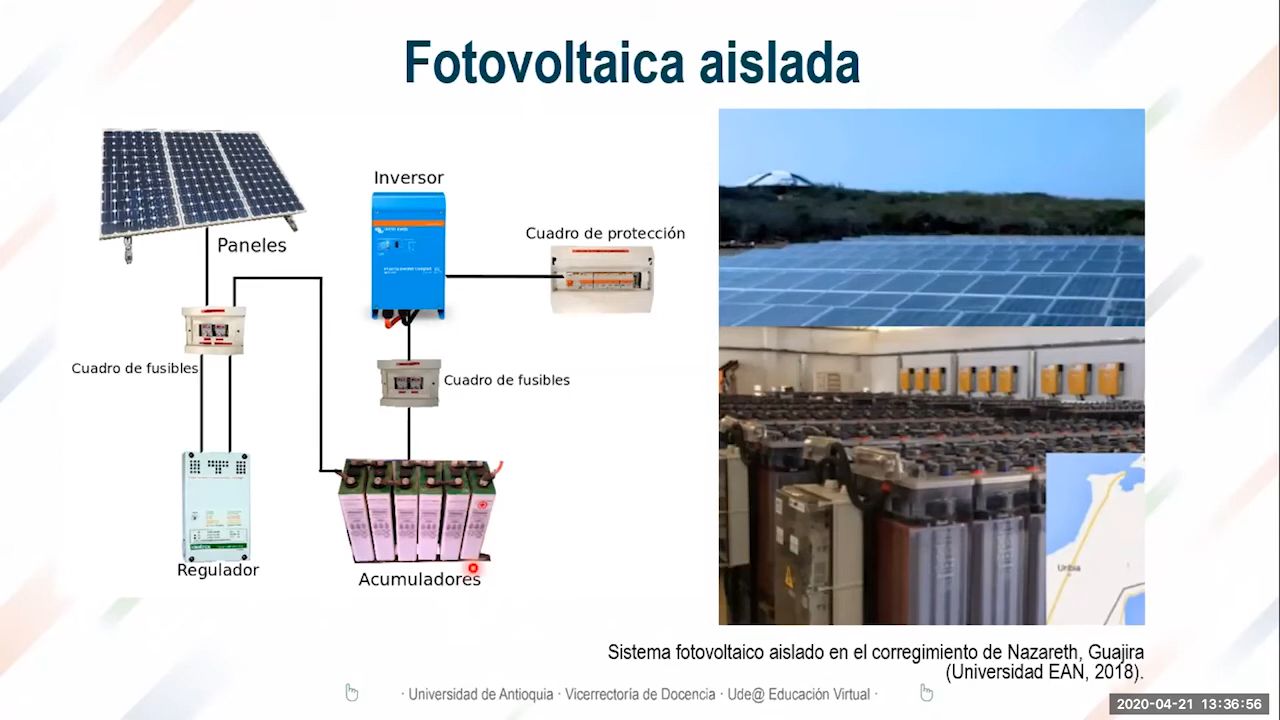 Fotovoltaica aislada
Inversor
Cuadro de protección
Paneles
Cuadro de fusibles
Cuadro de fusibles
Regulador
Acumuladores
Uribia
Sistema fotovoltaico aislado en el corregimiento de Nazareth, Guajira
(Universidad EAN, 2018).
· Universidad de Antioquia · Vicerrectoría de Docencia · Ude@ Educación Virtual ·
2020-04-21 13:36:56